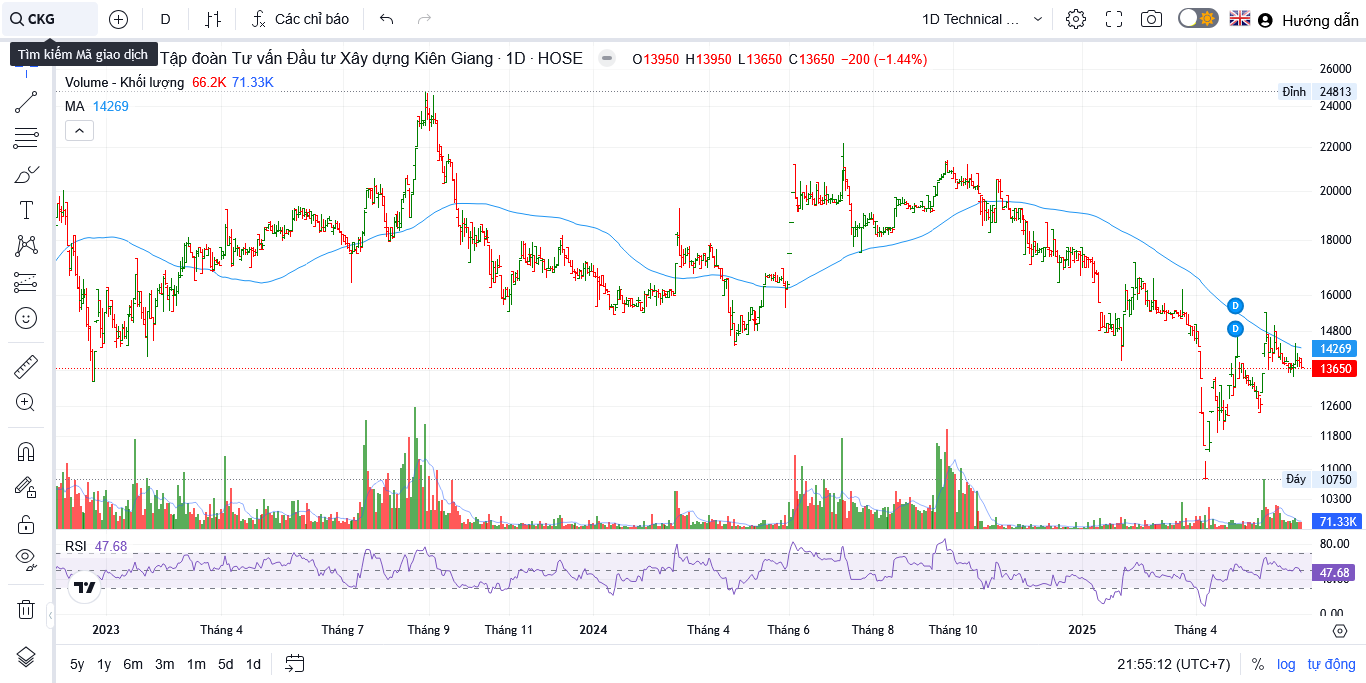 CKG
D
Các chỉ báo
1D Technical ...
Hướng dẫn
Tìm kiếm Mã giao dịch
Tập đoàn Tư vấn Đầu tư Xây dựng Kiên Giang · 1D · HOSE
O13950 H13950 L13650 C13650 −200 (−1.44%)
Volume - Khối lượng 66.2K 71.33K
MA 14269
26000
Đỉnh 24813
24000
22000
20000
18000
16000
D
D
14800
14269
13650
12600
11800
11000
Đáy 10750
10300
71.33K
RSI 47.68
80.00
47.68
0.00
2023 Tháng 4 Tháng 7 Tháng 9 Tháng 11 2024 Tháng 4 Tháng 6 Tháng 8 Tháng 10 2025 Tháng 4
5y 1y 6m 3m 1m 5d 1d
21:55:12 (UTC+7) % log tự động